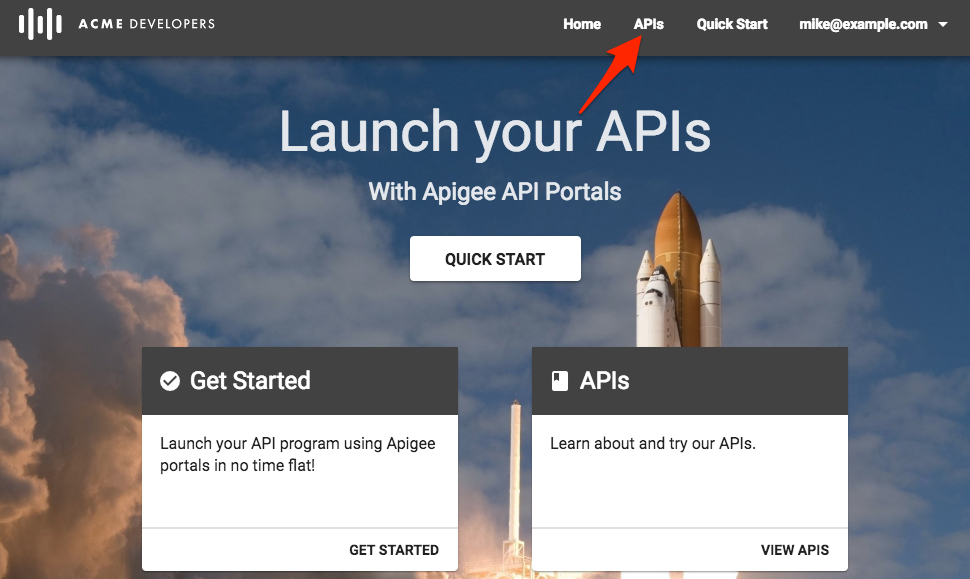 ACME DEVELOPERS
Home
APIs
Quick Start
mike@example.com
Launch your APIs
With Apigee API Portals
QUICK START
Get Started
Launch your API program using Apigee
portals in no time flat!
GET STARTED
APIs
Learn about and try our APIs.
VIEW APIS